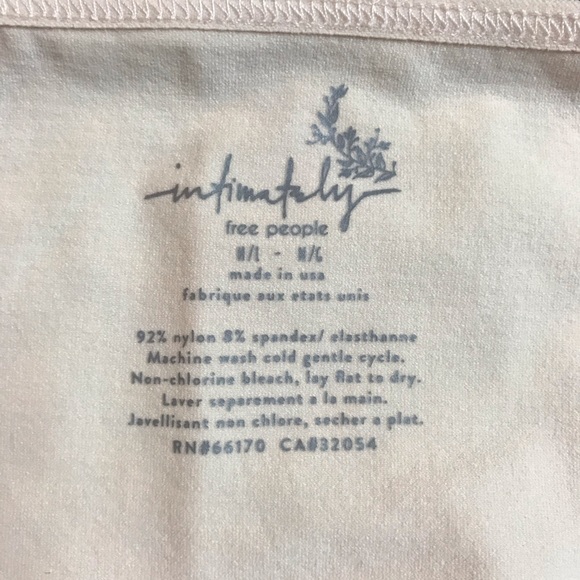 intimately
free people
M/L - M/G
made in usa
fabrique aux etats unis
92% nylon 8% spandex/ elasthanne
Machine wash cold gentle cycle.
Non-chlorine bleach, lay flat to dry.
Laver separement a la main.
Javellisant non chlore, secher a plat.
RN#66170 CA#32054